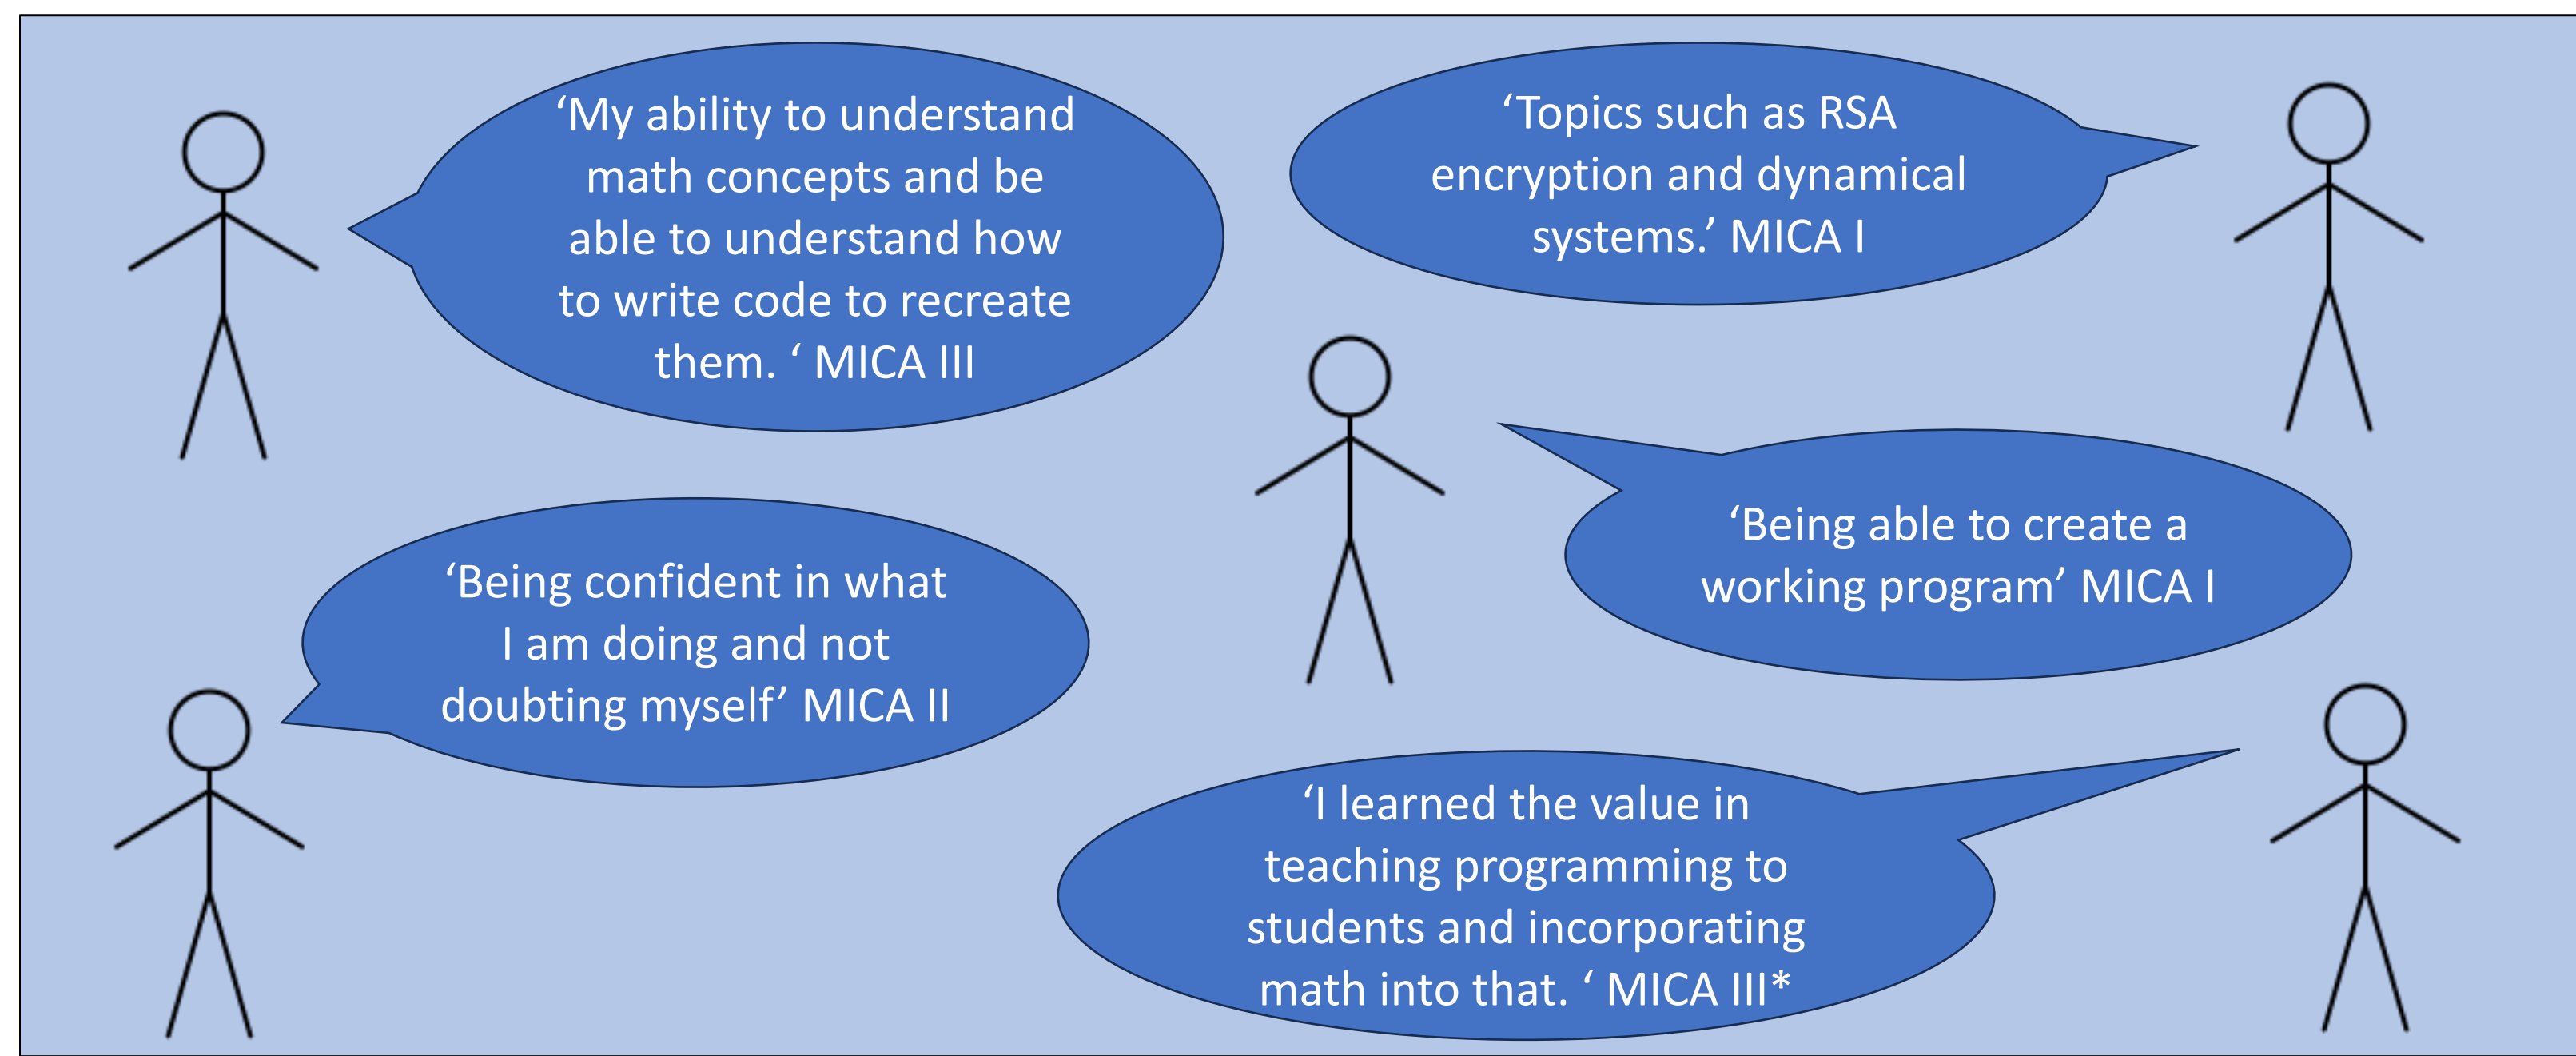 ‘My ability to understand
math concepts and be
able to understand how
to write code to recreate
them. ‘ MICA III
‘Topics such as RSA
encryption and dynamical
systems.’ MICA I
‘Being able to create a
working program’ MICA I
‘Being confident in what
I am doing and not
doubting myself’ MICA II
‘I learned the value in
teaching programming to
students and incorporating
math into that. ‘ MICA III*